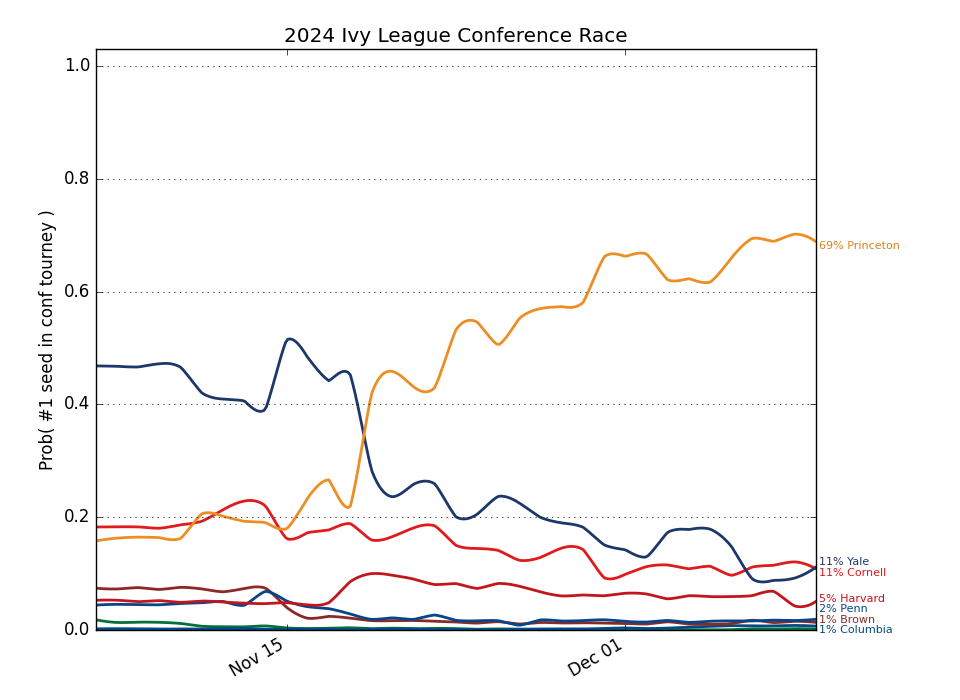 2024 Ivy League Conference Race
Prob( #1 seed in conf tourney )
1.0
0.8
0.6
0.4
0.2
0.0
Nov 15
Dec 01
69% Princeton
11% Yale
11% Cornell
5% Harvard
2% Penn
1% Brown
1% Columbia